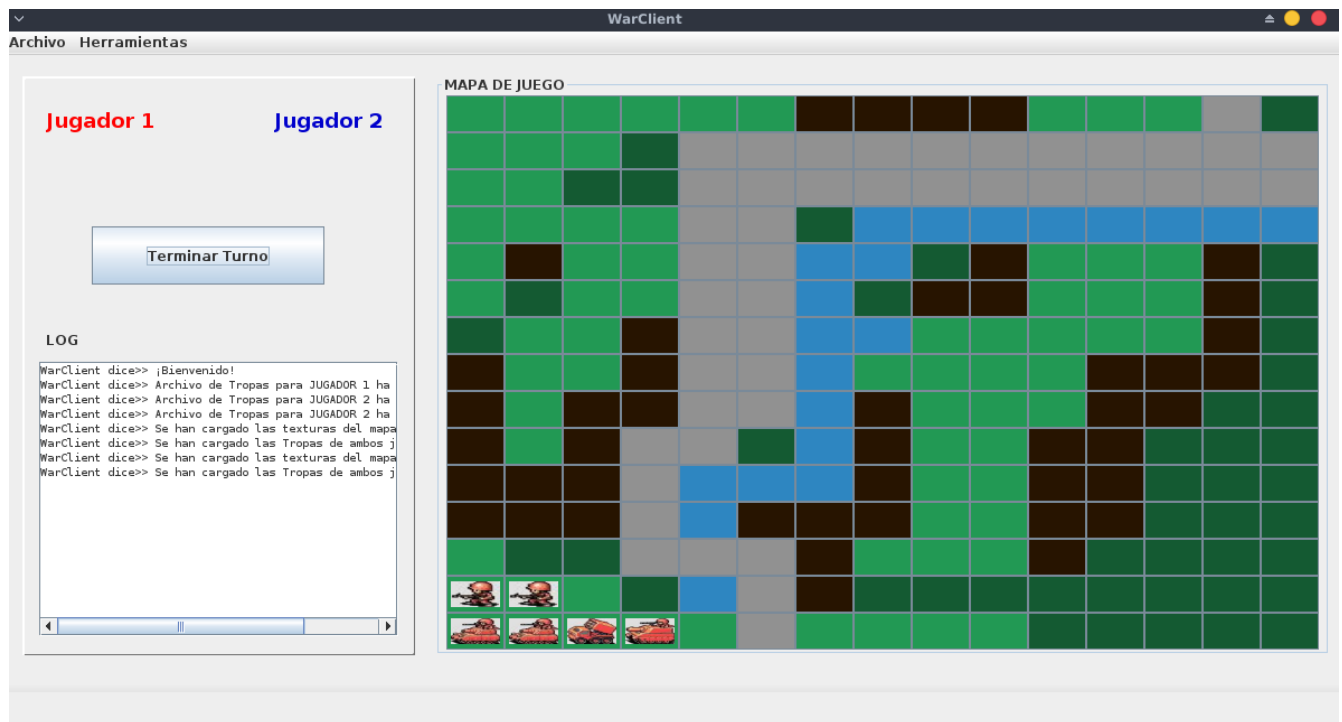 WarClient
Archivo Herramientas
Jugador 1 Jugador 2
Terminar Turno
LOG
WarClient dice>> ¡Bienvenido!
WarClient dice>> Archivo de Tropas para JUGADOR 1 ha
WarClient dice>> Archivo de Tropas para JUGADOR 2 ha
WarClient dice>> Archivo de Tropas para JUGADOR 2 ha
WarClient dice>> Se han cargado las texturas del mapa
WarClient dice>> Se han cargado las Tropas de ambos j
WarClient dice>> Se han cargado las texturas del mapa
WarClient dice>> Se han cargado las Tropas de ambos j
MAPA DE JUEGO